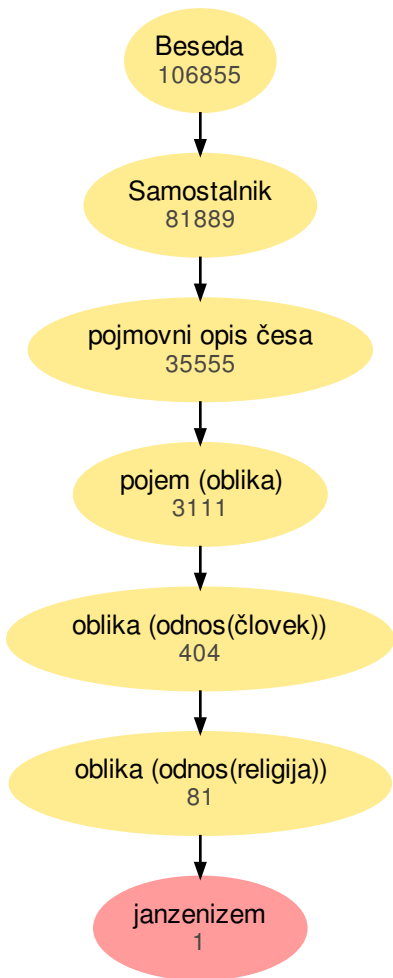 Beseda
106855
Samostalnik
81889
pojmovni opis česa
35555
pojem (oblika)
3111
oblika (odnos(človek))
404
oblika (odnos(religija))
81
janzenizem
1